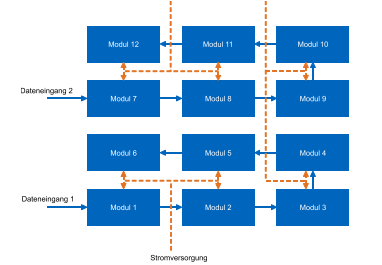 Modul 12
Modul 11
Modul 10
Dateneingang 2
Modul 7
Modul 8
Modul 9
Modul 6
Modul 5
Modul 4
Dateneingang 1
Modul 1
Modul 2
Modul 3
Stromversorgung